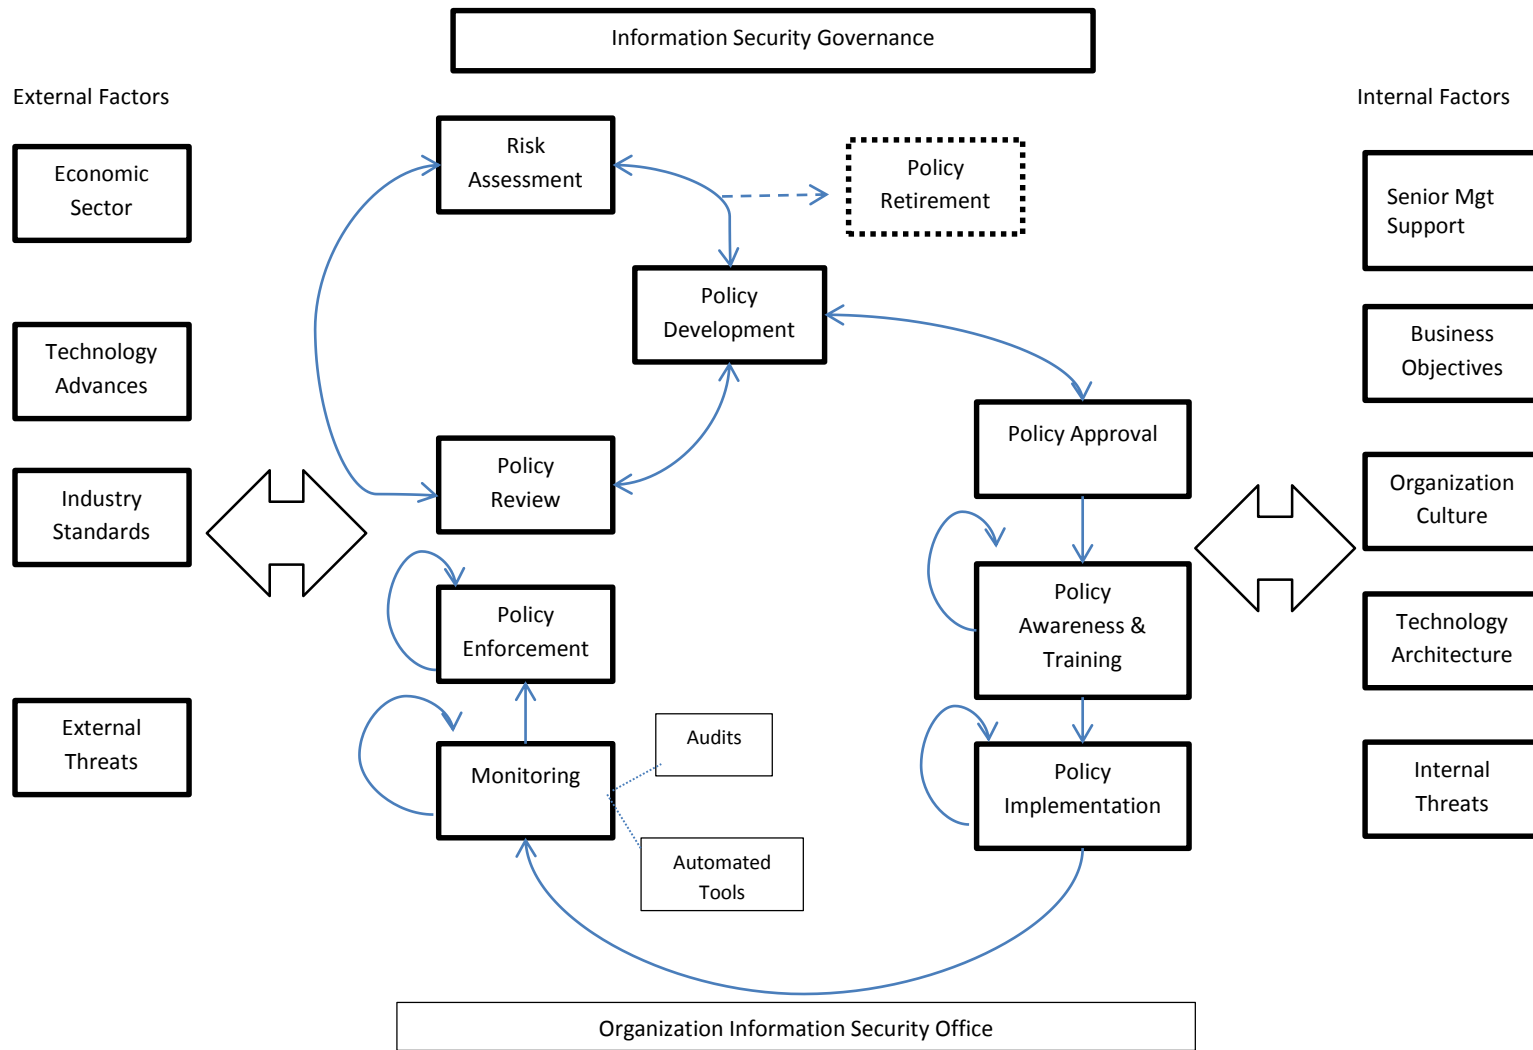 Information Security Governance
External Factors
Internal Factors
Economic
Sector
Technology
Advances
Industry
Standards
External
Threats
Risk
Assessment
Policy
Retirement
Policy
Development
Policy Approval
Policy
Review
Policy
Awareness &
Training
Policy
Enforcement
Policy
Implementation
Monitoring
Audits
Automated
Tools
Senior Mgt
Support
Business
Objectives
Organization
Culture
Technology
Architecture
Internal
Threats
Organization Information Security Office